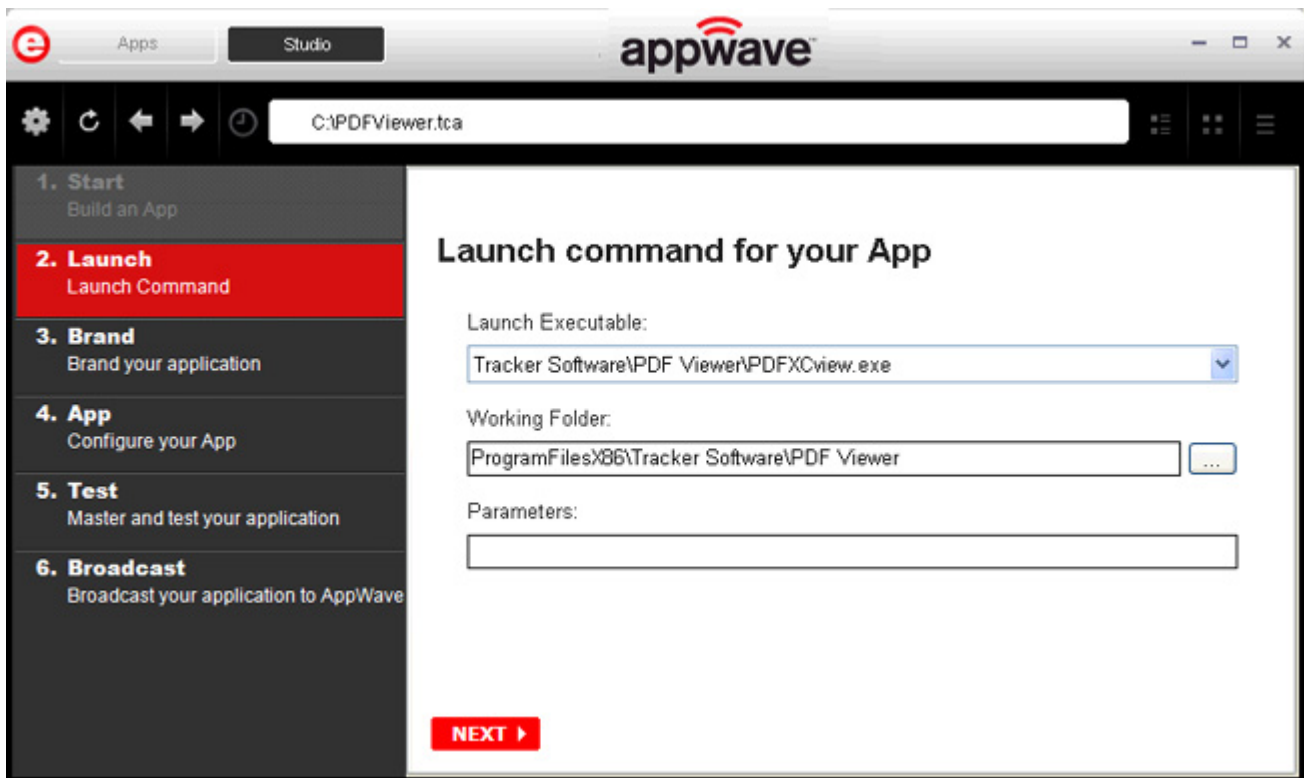 e Apps Studio appwave™
C:\PDFViewer.tca
1. Start
Build an App
2. Launch
Launch Command
3. Brand
Brand your application
4. App
Configure your App
5. Test
Master and test your application
6. Broadcast
Broadcast your application to AppWave
Launch command for your App
Launch Executable:
Tracker Software\PDF Viewer\PDFXCview.exe
Working Folder:
ProgramFilesX86\Tracker Software\PDF Viewer
...
Parameters:
NEXT